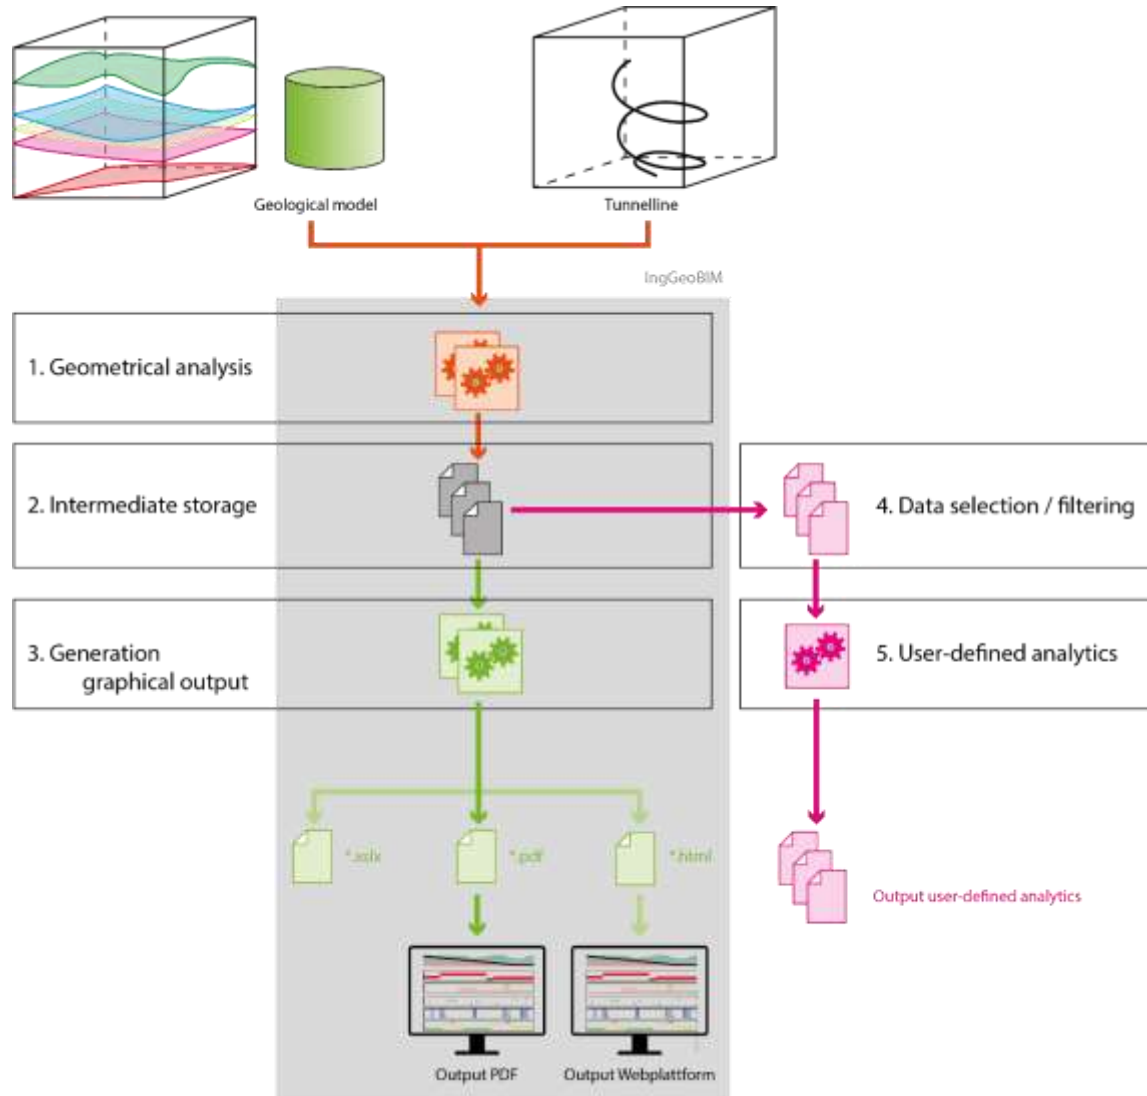 Geological model
Tunnelline
IngGeoBIM
1. Geometrical analysis
2. Intermediate storage
4. Data selection / filtering
3. Generation
graphical output
5. User-defined analytics
*.xslx
*.pdf
*.html
Output user-defined analytics
Output PDF
Output Webplattform